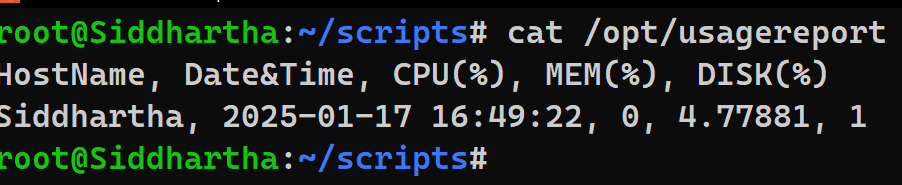 root@Siddhartha:~/scripts# cat /opt/usagereport
HostName, Date&Time, CPU(%), MEM(%), DISK(%)
Siddhartha, 2025-01-17 16:49:22, 0, 4.77881, 1
root@Siddhartha:~/scripts#